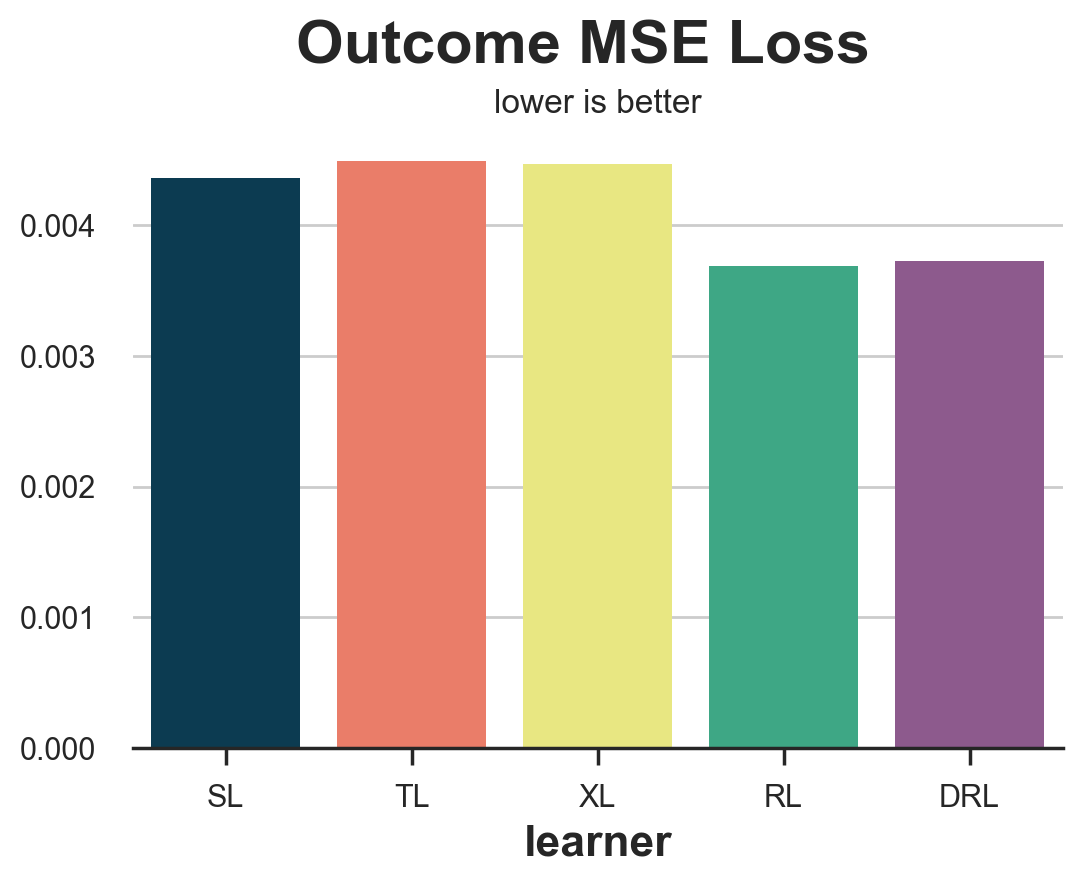 Outcome MSE Loss
lower is better
0.004
0.003
0.002
0.001
0.000
SL TL XL RL DRL
learner